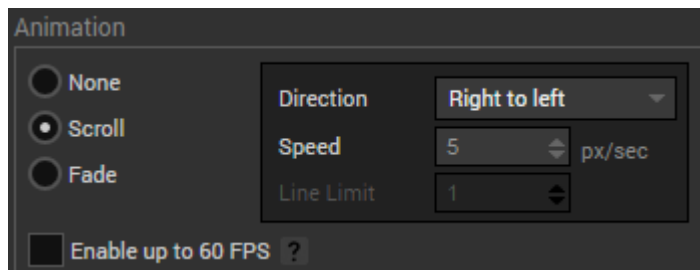 Animation
None
Scroll
Fade
Direction Right to left
Speed 5 px/sec
Line Limit 1
Enable up to 60 FPS ?